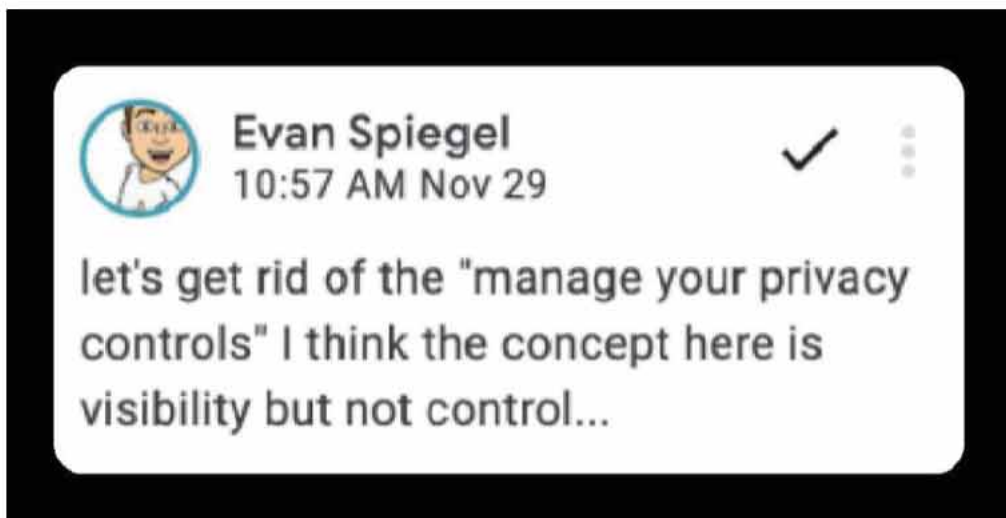 Evan Spiegel
10:57 AM Nov 29
let's get rid of the "manage your privacy
controls" I think the concept here is
visibility but not control...